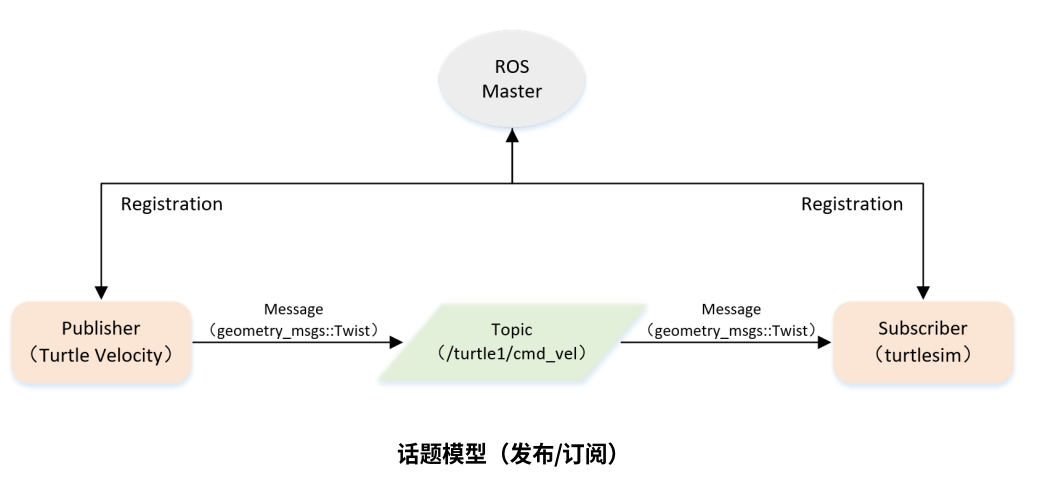 ROS
Master
Registration
Registration
Publisher
（Turtle Velocity）
Message
（geometry_msgs::Twist）
Topic
（/turtle1/cmd_vel）
Message
（geometry_msgs::Twist）
Subscriber
（turtlesim）
话题模型（发布/订阅）